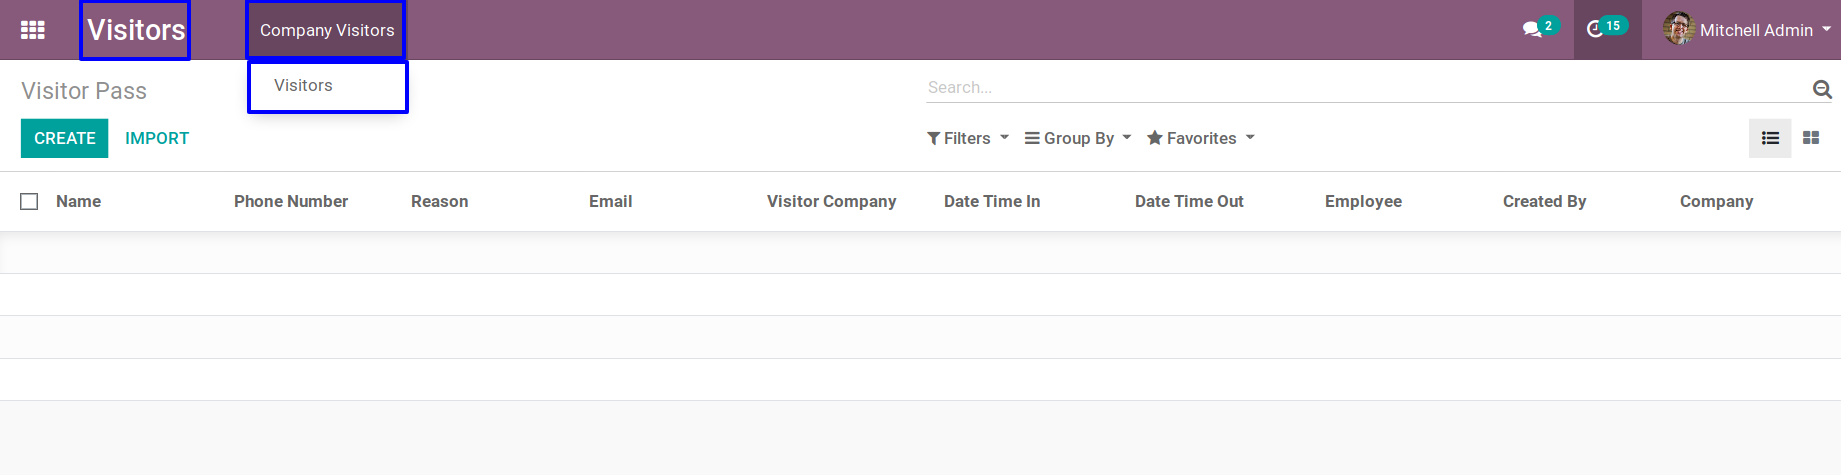 Visitors Company Visitors 2 15 Mitchell Admin
Visitors
Visitor Pass Search...
CREATE IMPORT Filters Group By Favorites
Name Phone Number Reason Email Visitor Company Date Time In Date Time Out Employee Created By Company